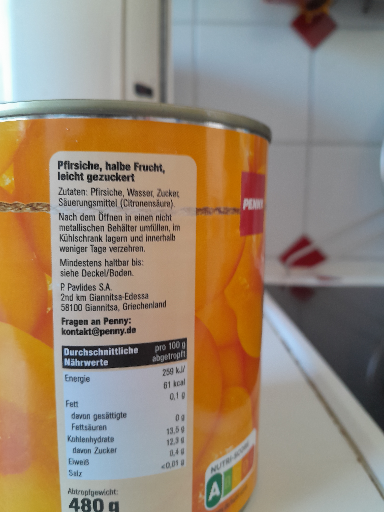 Pfirsiche, halbe Frucht,
leicht gezuckert
Zutaten: Pfirsiche, Wasser, Zucker,
Säuerungsmittel (Citronensäure).
Nach dem Öffnen in einen nicht
metallischen Behälter umfüllen, im
Kühlschrank lagern und innerhalb
weniger Tage verzehren.
Mindestens haltbar bis:
siehe Deckel/Boden.
P. Pavlides S.A.
2nd km Giannitsa-Edessa
58100 Giannitsa, Griechenland
Fragen an Penny:
kontakt@penny.de
Durchschnittliche Nährwerte pro 100 g abgetropft
Energie 259 kJ/
61 kcal
Fett 0,1 g
davon gesättigte
Fettsäuren 0 g
Kohlenhydrate 13,5 g
davon Zucker 12,3 g
Eiweiß 0,4 g
Salz <0,01 g
Abtropfgewicht:
480 g
PENNY
NUTRI-SCORE
A